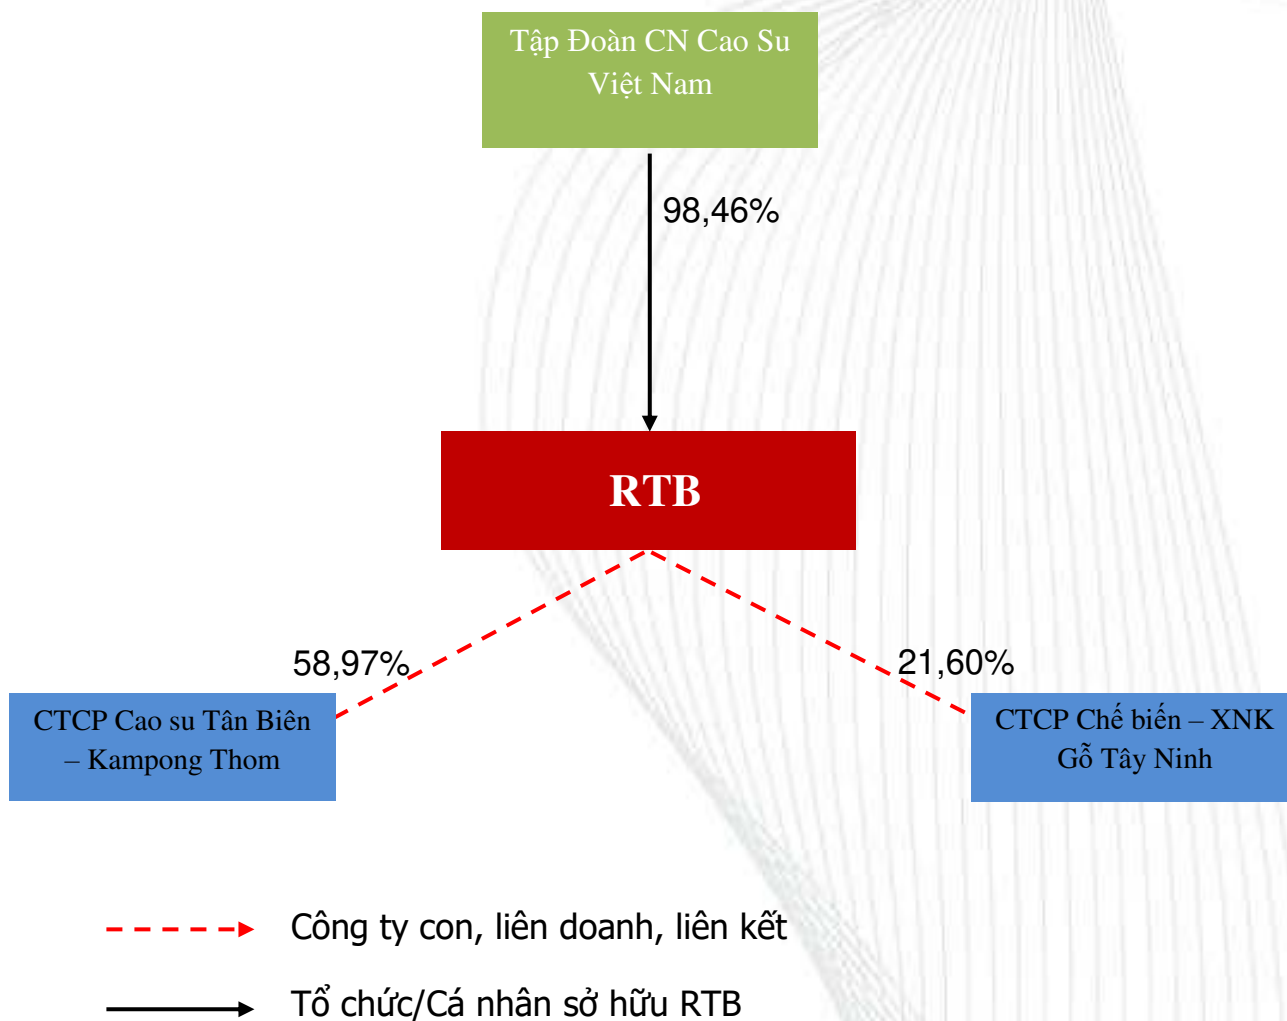 Tập Đoàn CN Cao Su
Việt Nam
98,46%
RTB
58,97%
21,60%
CTCP Cao su Tân Biên
– Kampong Thom
CTCP Chế biến – XNK
Gỗ Tây Ninh
Công ty con, liên doanh, liên kết
Tổ chức/Cá nhân sở hữu RTB